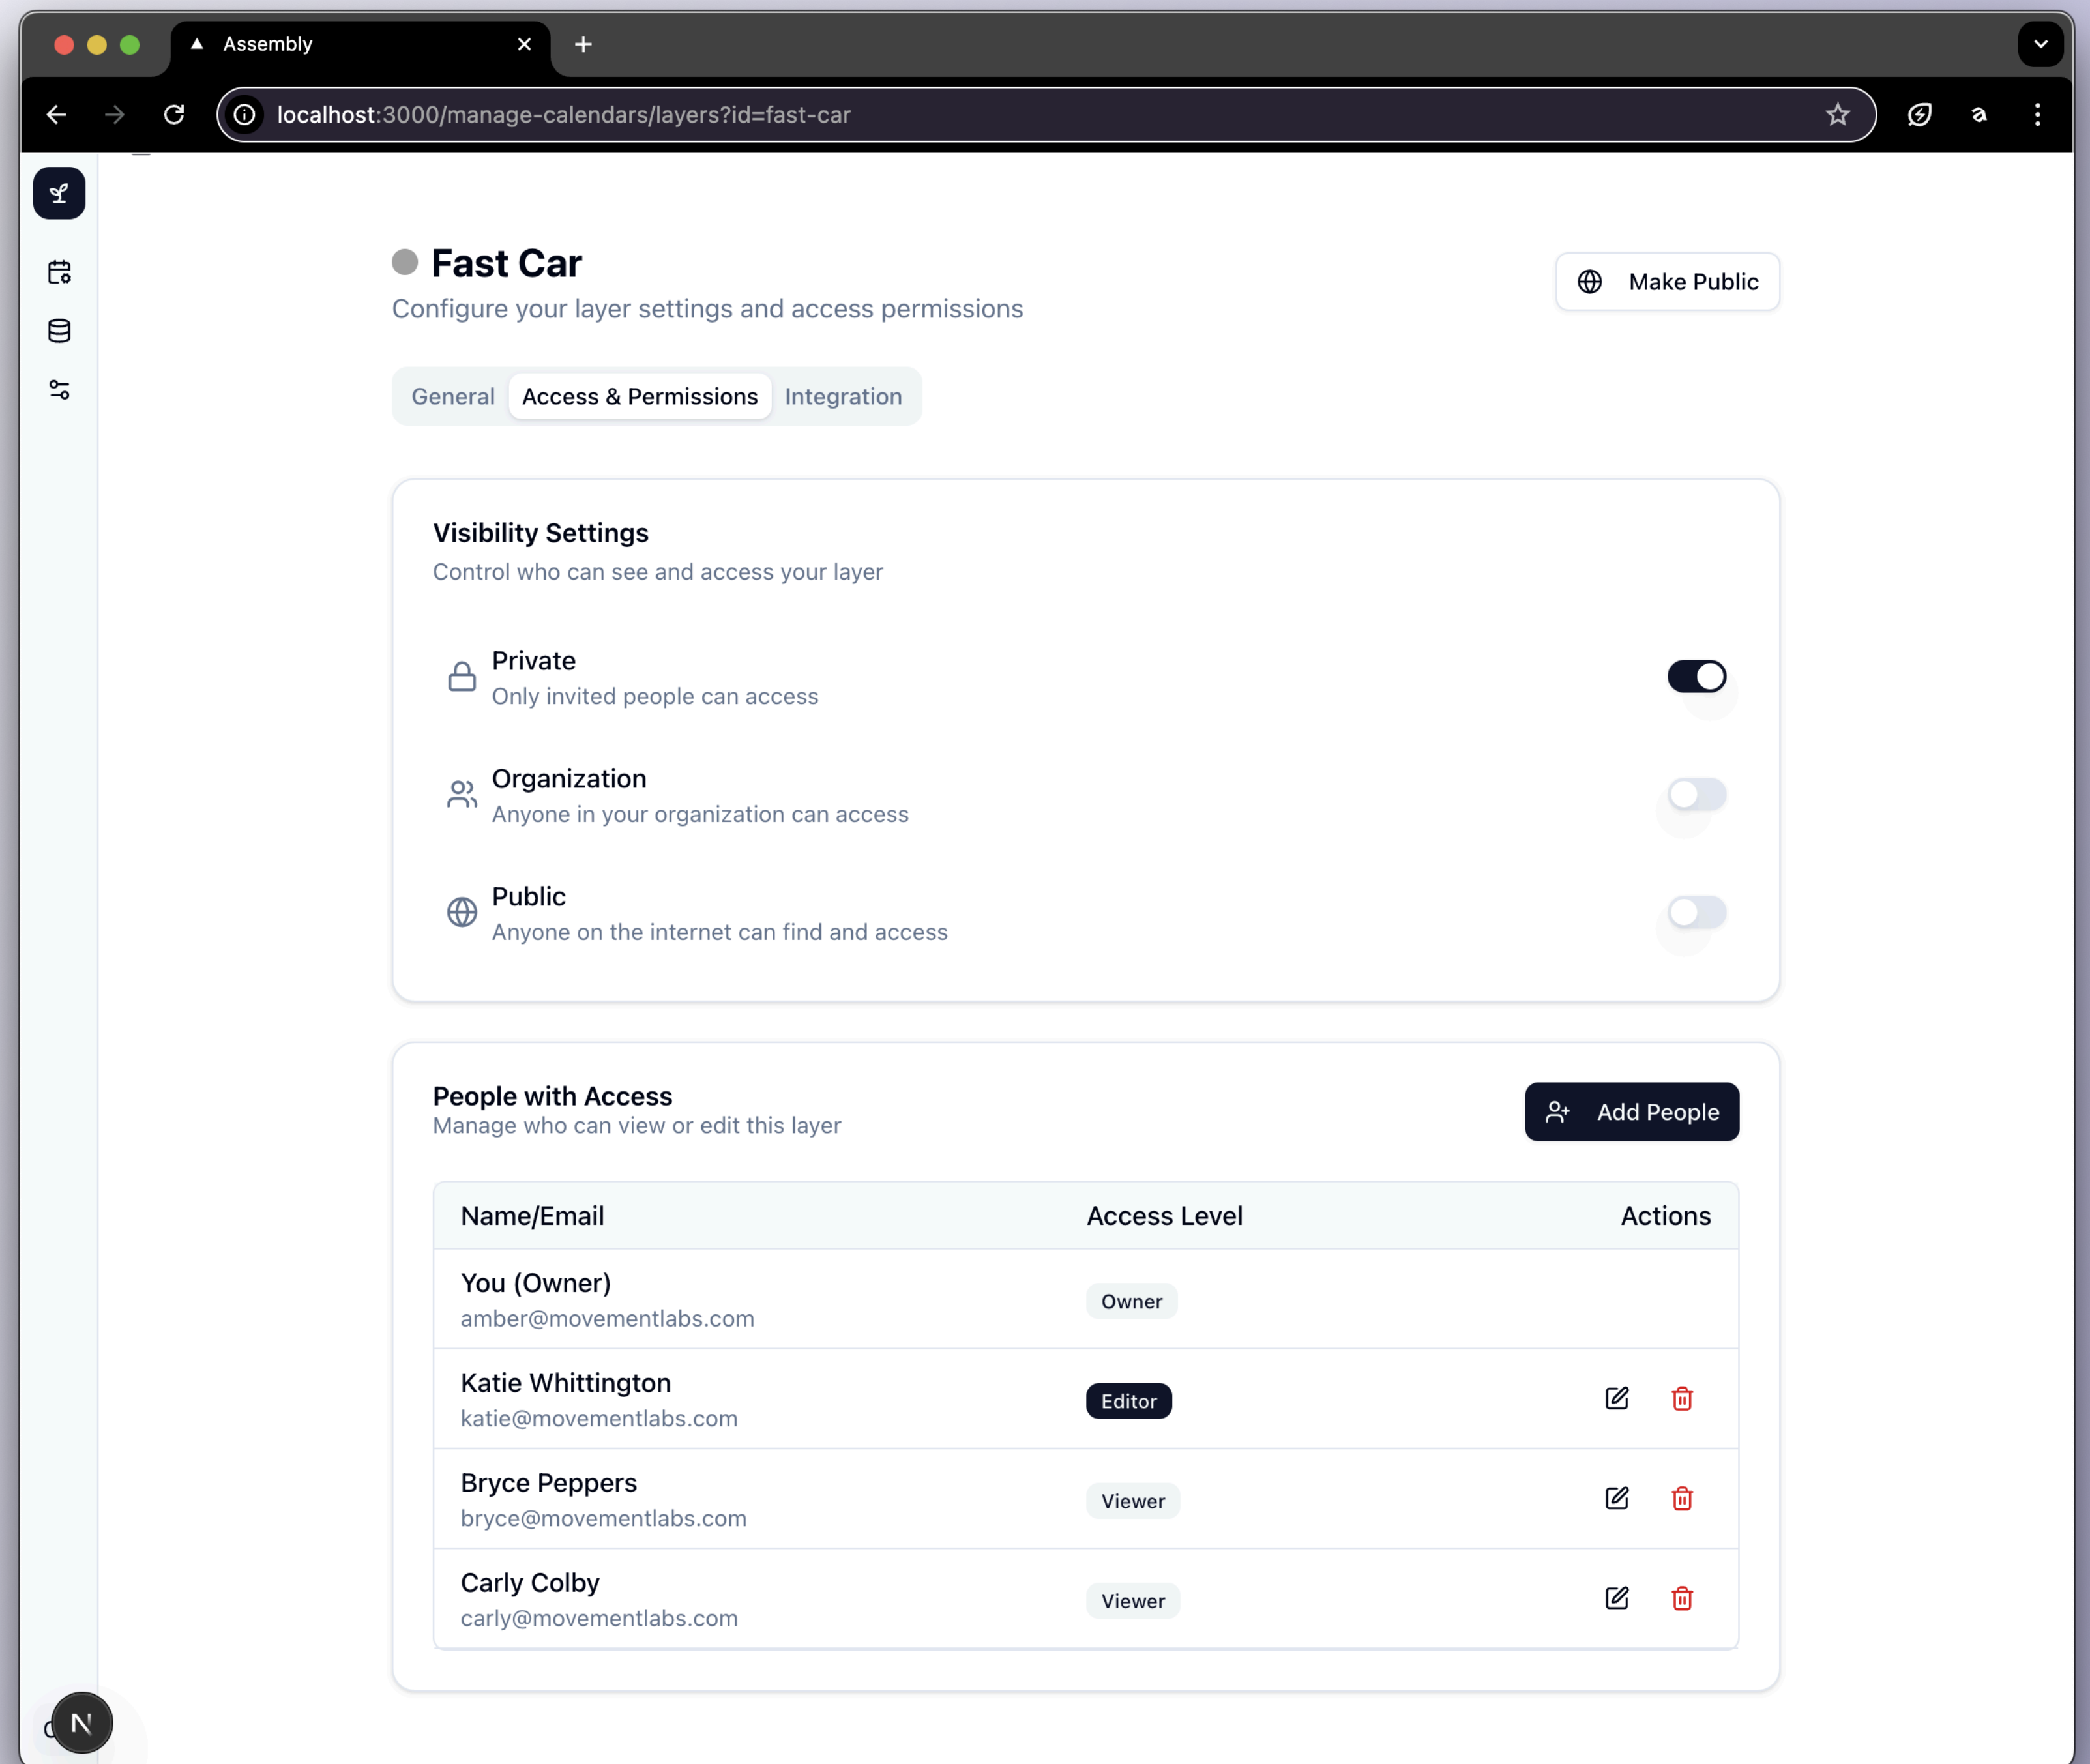 Assembly
localhost:3000/manage-calendars/layers?id=fast-car
a
Fast Car
Make Public
Configure your layer settings and access permissions
General Access & Permissions Integration
Visibility Settings
Control who can see and access your layer
Private
Only invited people can access
Organization
Anyone in your organization can access
Public
Anyone on the internet can find and access
People with Access
Manage who can view or edit this layer
Add People
Name/Email Access Level Actions
You (Owner)
amber@movementlabs.com
Owner
Katie Whittington
katie@movementlabs.com
Editor
Bryce Peppers
bryce@movementlabs.com
Viewer
Carly Colby
carly@movementlabs.com
Viewer
N